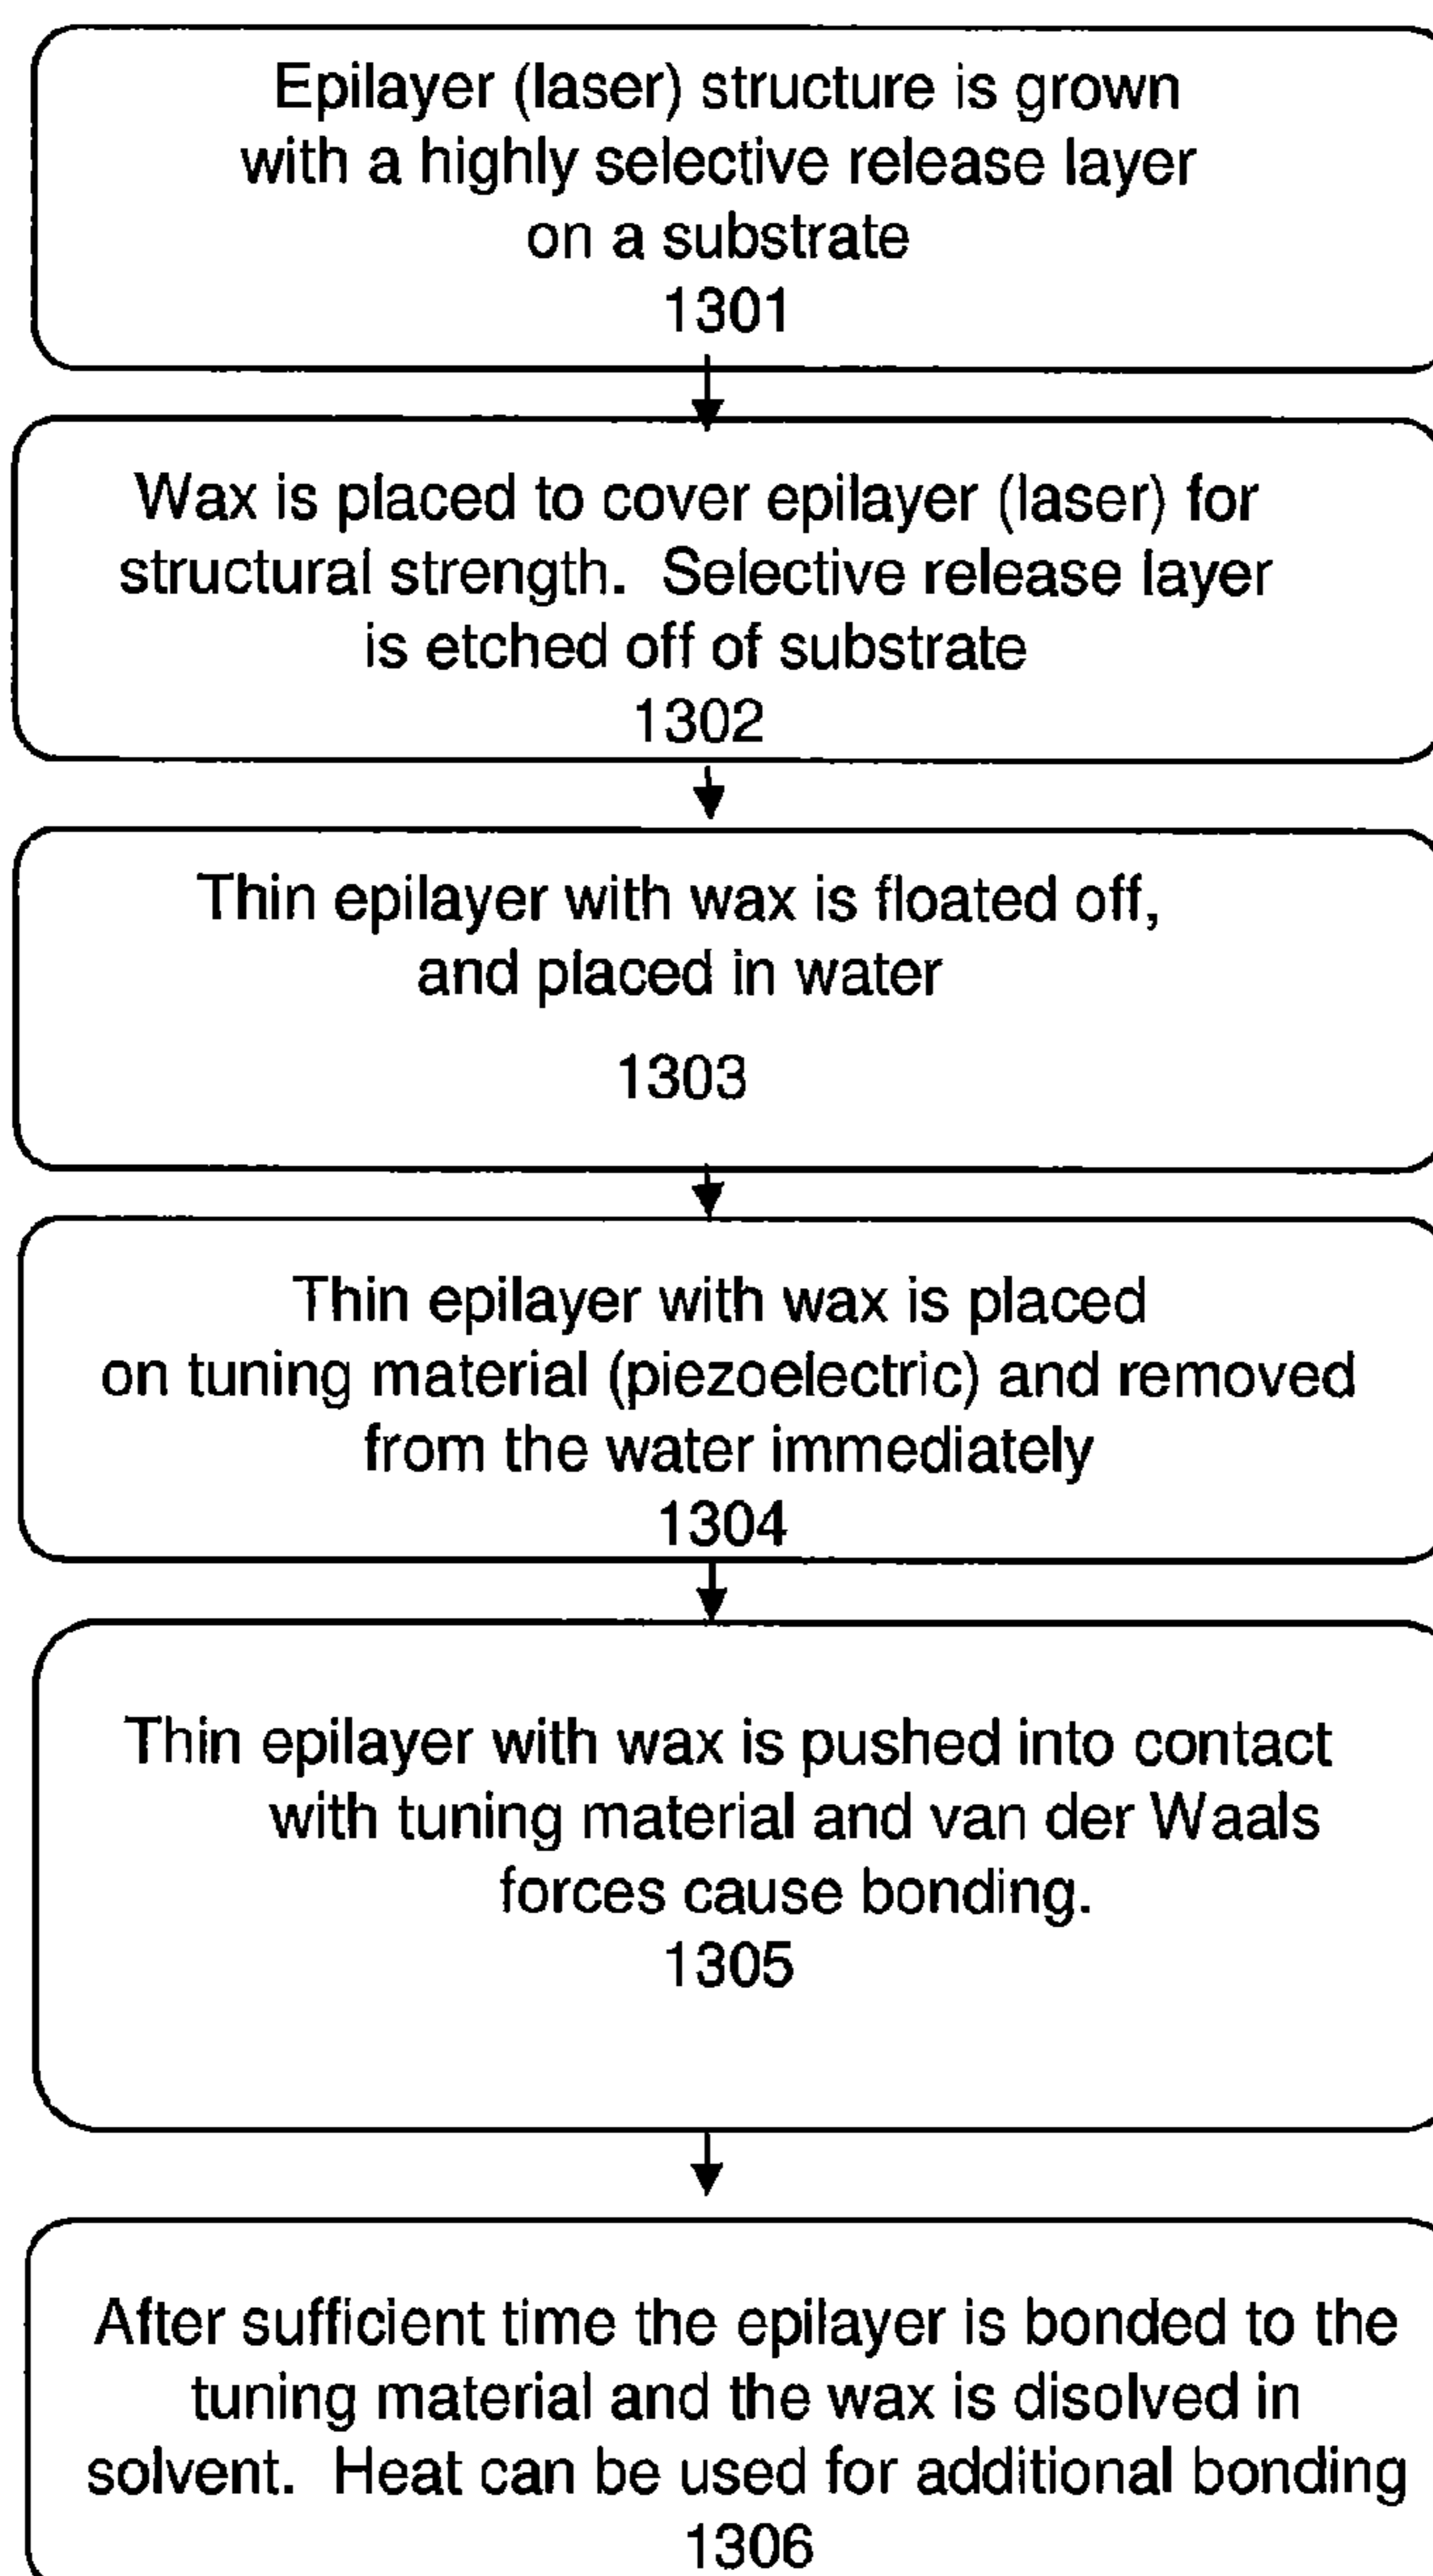 Epilayer (laser) structure is grown
with a highly selective release layer
on a substrate
1301
Wax is placed to cover epilayer (laser) for
structural strength.  Selective release layer
is etched off of substrate
1302
Thin epilayer with wax is floated off,
and placed in water
1303
Thin epilayer with wax is placed
on tuning material (piezoelectric) and removed
from the water immediately
1304
Thin epilayer with wax is pushed into contact
with tuning material and van der Waals
forces cause bonding.
1305
After sufficient time the epilayer is bonded to the
tuning material and the wax is disolved in
solvent.  Heat can be used for additional bonding
1306